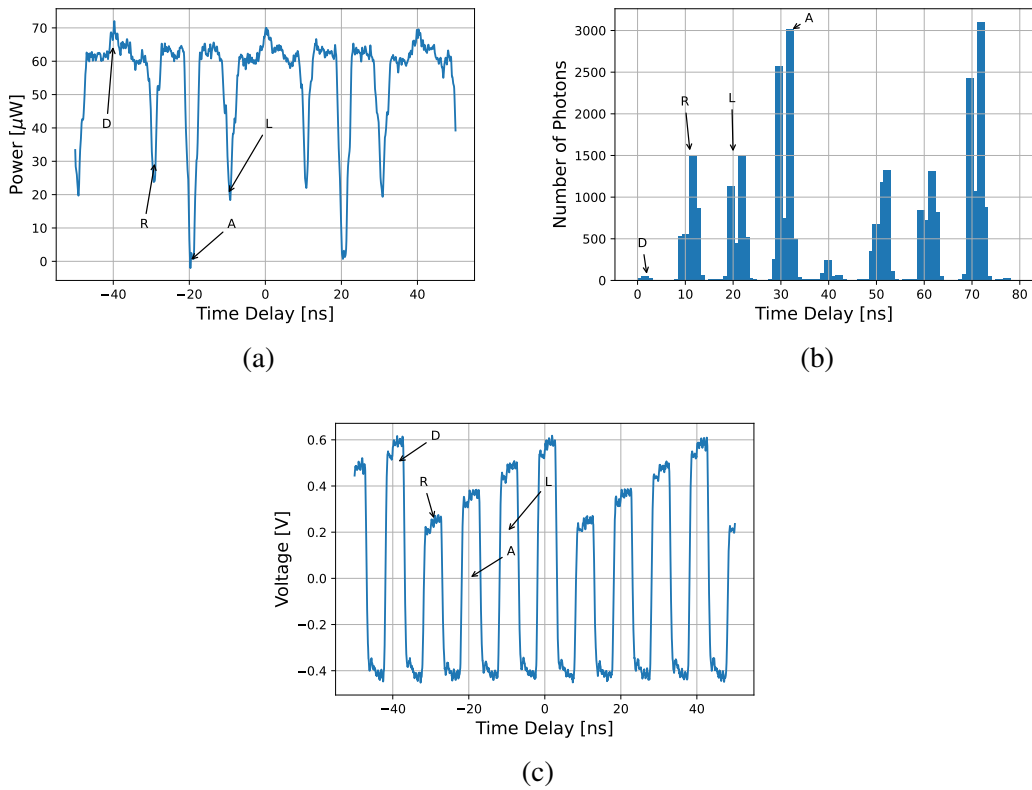 70
60
50
40
30
20
10
0
Power [μW]
D
R
L
A
−40
−20
0
20
40
Time Delay [ns]
(a)
3000
2500
2000
1500
1000
500
0
Number of Photons
A
R
L
D
0
10
20
30
40
50
60
70
80
Time Delay [ns]
(b)
0.6
0.4
0.2
0.0
−0.2
−0.4
Voltage [V]
D
R
L
A
−40
−20
0
20
40
Time Delay [ns]
(c)